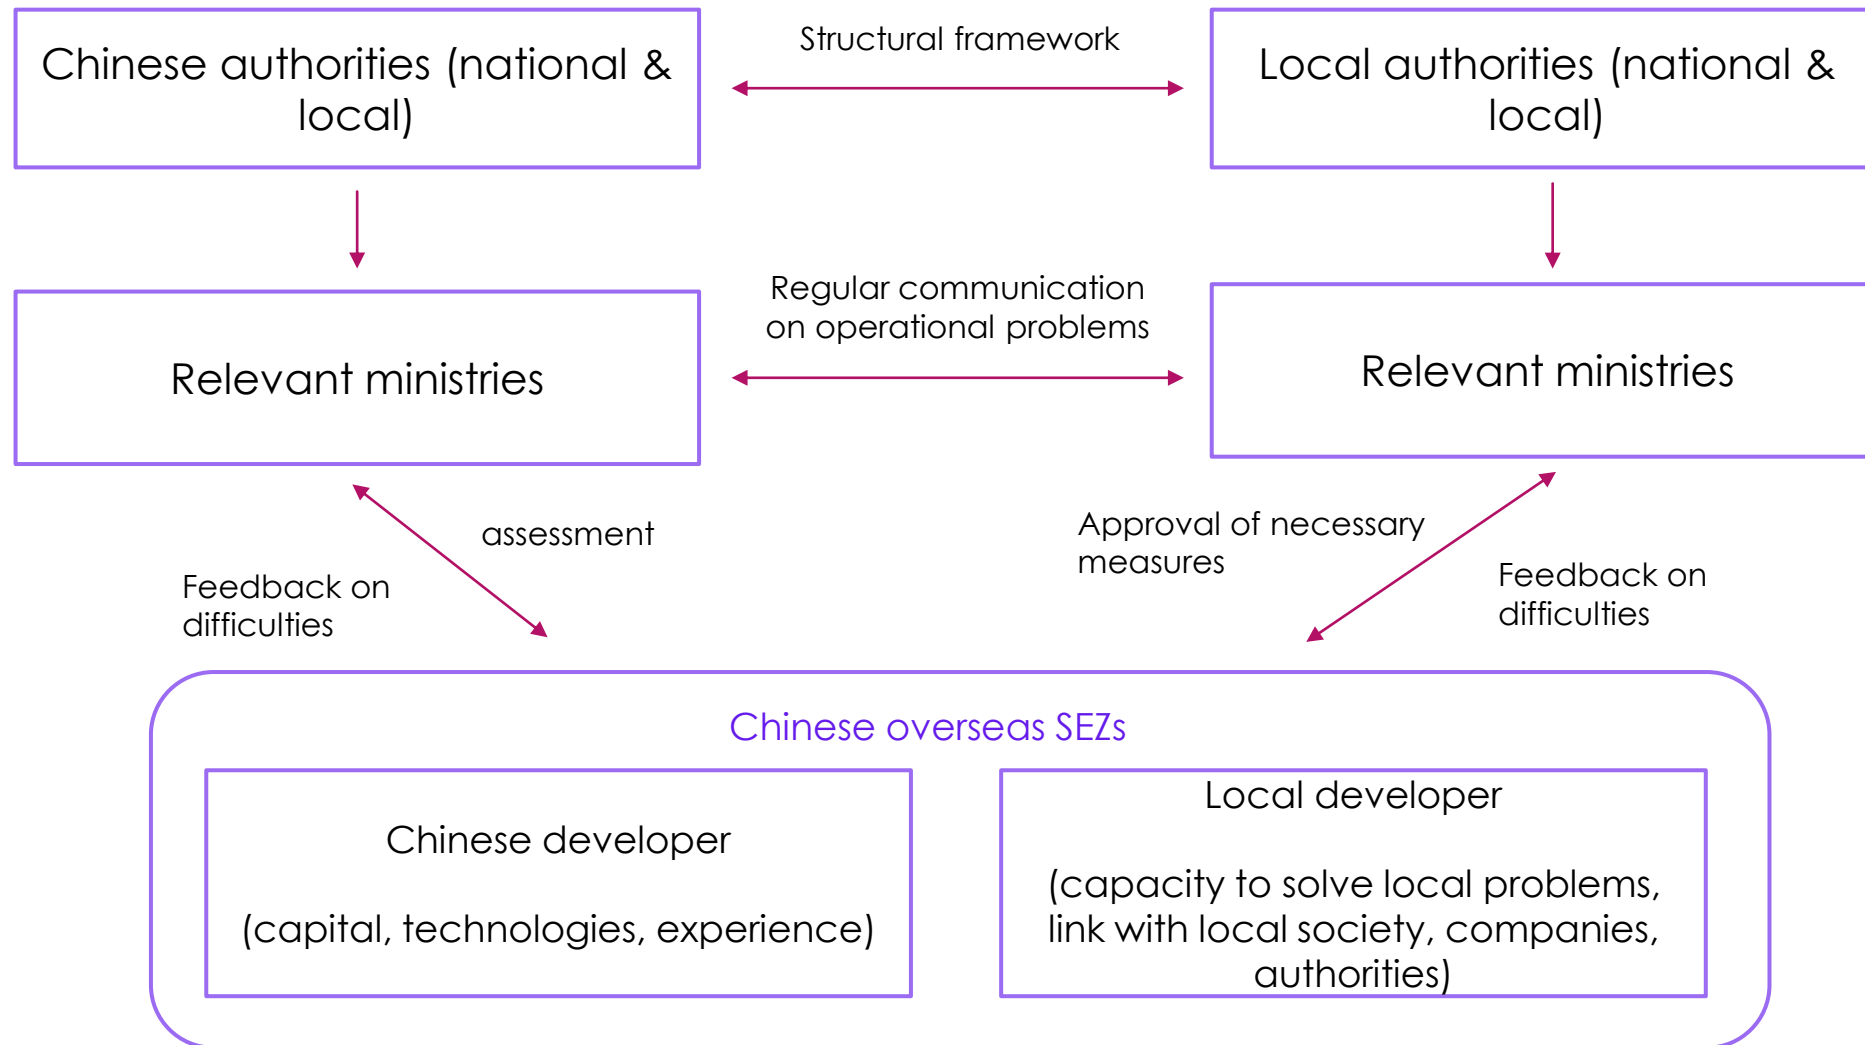 Chinese authorities (national &
local)
Structural framework
Local authorities (national &
local)
Relevant ministries
Regular communication
on operational problems
Relevant ministries
assessment
Feedback on
difficulties
Approval of necessary
measures
Feedback on
difficulties
Chinese overseas SEZs
Chinese developer
(capital, technologies, experience)
Local developer
(capacity to solve local problems,
link with local society, companies,
authorities)